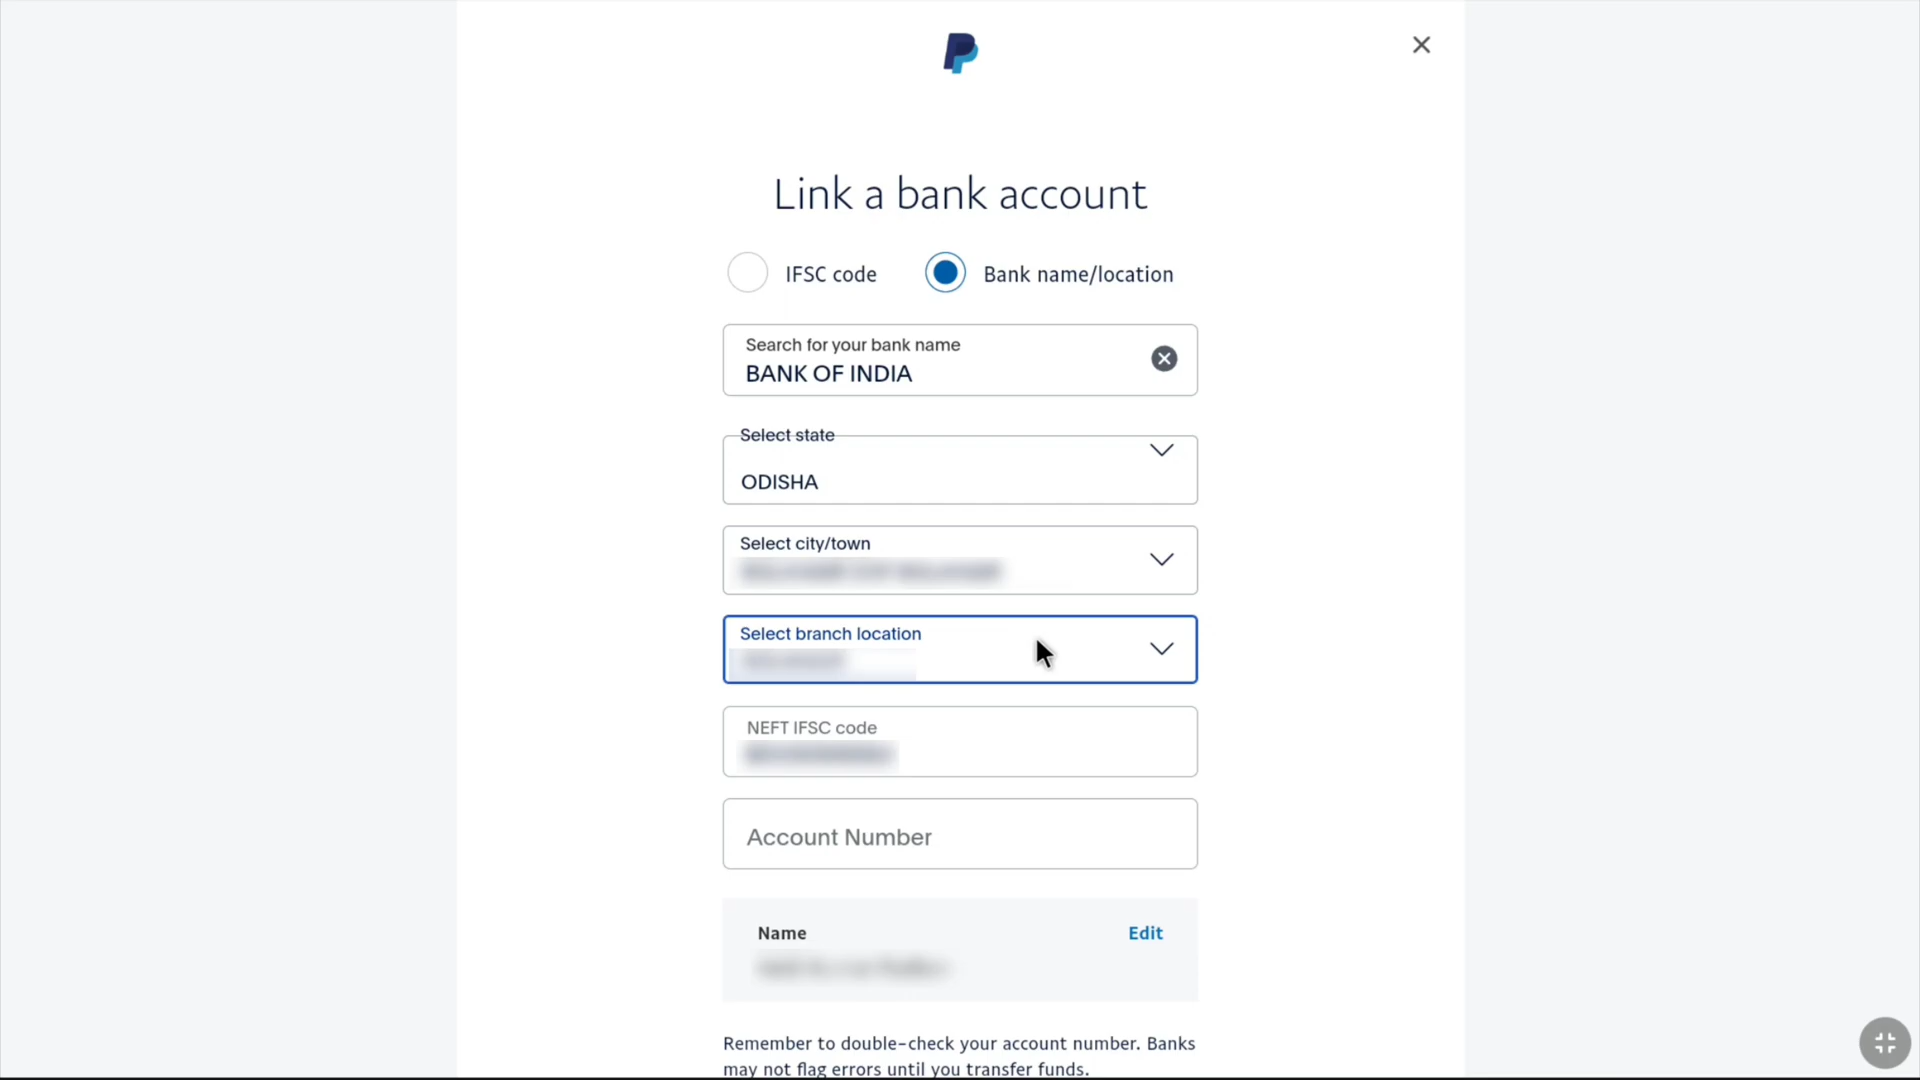 Link a bank account
IFSC code
Bank name/location
Search for your bank name
BANK OF INDIA
Select state
ODISHA
Select city/town
Select branch location
NEFT IFSC code
Account Number
Name
Edit
Remember to double-check your account number. Banks
may not flag errors until you transfer funds.